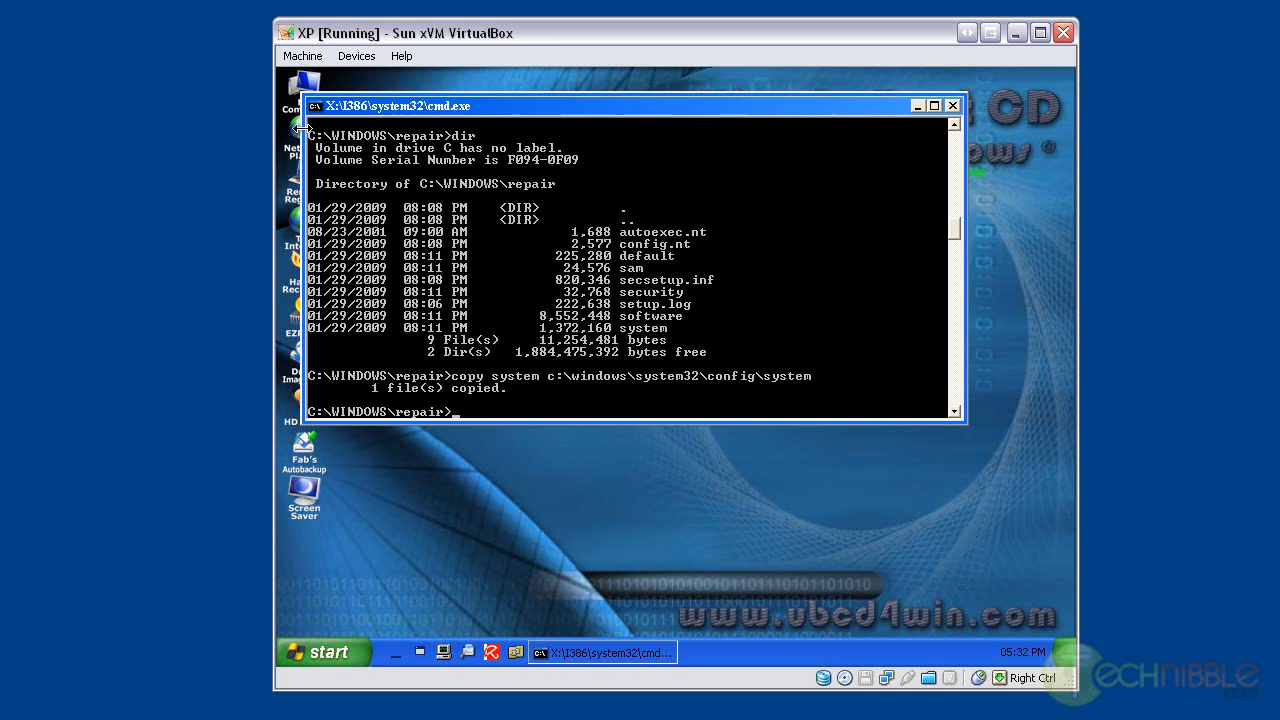 XP [Running] - Sun xVM VirtualBox
Machine Devices Help
X:\I386\system32\cmd.exe
C:\WINDOWS\repair>dir
Volume in drive C has no label.
Volume Serial Number is F094-0F09
Directory of C:\WINDOWS\repair
01/29/2009 08:08 PM <DIR> .
01/29/2009 08:08 PM <DIR> ..
08/23/2001 09:00 AM 1,688 autoexec.nt
01/29/2009 08:08 PM 2,577 config.nt
01/29/2009 08:11 PM 225,280 default
01/29/2009 08:11 PM 24,576 sam
01/29/2009 08:08 PM 820,346 secsetup.inf
01/29/2009 08:11 PM 32,768 security
01/29/2009 08:06 PM 222,638 setup.log
01/29/2009 08:11 PM 8,552,448 software
01/29/2009 08:11 PM 1,372,160 system
9 File(s) 11,254,481 bytes
2 Dir(s) 1,884,475,392 bytes free
C:\WINDOWS\repair>copy system c:\windows\system32\config\system
1 file(s) copied.
C:\WINDOWS\repair>_
CD
Fab's
Autobackup
Screen
Saver
www.ubcd4win.com
start
X:\I386\system32\cmd...
05:32 PM
Right Ctrl
TECHNIBBLE